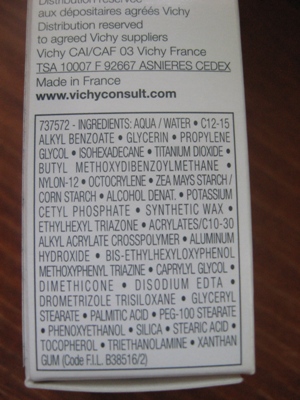 Distribution réservée
aux dépositaires agréés Vichy
Distribution reserved
to agreed Vichy suppliers
Vichy CAI/CAF 03 Vichy France
TSA 10007 F 92667 ASNIERES CEDEX
Made in France
www.vichyconsult.com
737572 - INGREDIENTS: AQUA / WATER • C12-15
ALKYL BENZOATE • GLYCERIN • PROPYLENE
GLYCOL • ISOHEXADECANE • TITANIUM DIOXIDE •
BUTYL METHOXYDIBENZOYLMETHANE •
NYLON-12 • OCTOCRYLENE • ZEA MAYS STARCH /
CORN STARCH • ALCOHOL DENAT. • POTASSIUM
CETYL PHOSPHATE • SYNTHETIC WAX •
ETHYLHEXYL TRIAZONE • ACRYLATES/C10-30
ALKYL ACRYLATE CROSSPOLYMER • ALUMINUM
HYDROXIDE • BIS-ETHYLHEXYLOXYPHENOL
METHOXYPHENYL TRIAZINE • CAPRYLYL GLYCOL •
DIMETHICONE • DISODIUM EDTA •
DROMETRIZOLE TRISILOXANE • GLYCERYL
STEARATE • PALMITIC ACID • PEG-100 STEARATE
• PHENOXYETHANOL • SILICA • STEARIC ACID •
TOCOPHEROL • TRIETHANOLAMINE • XANTHAN
GUM (Code F.I.L. B38516/2)